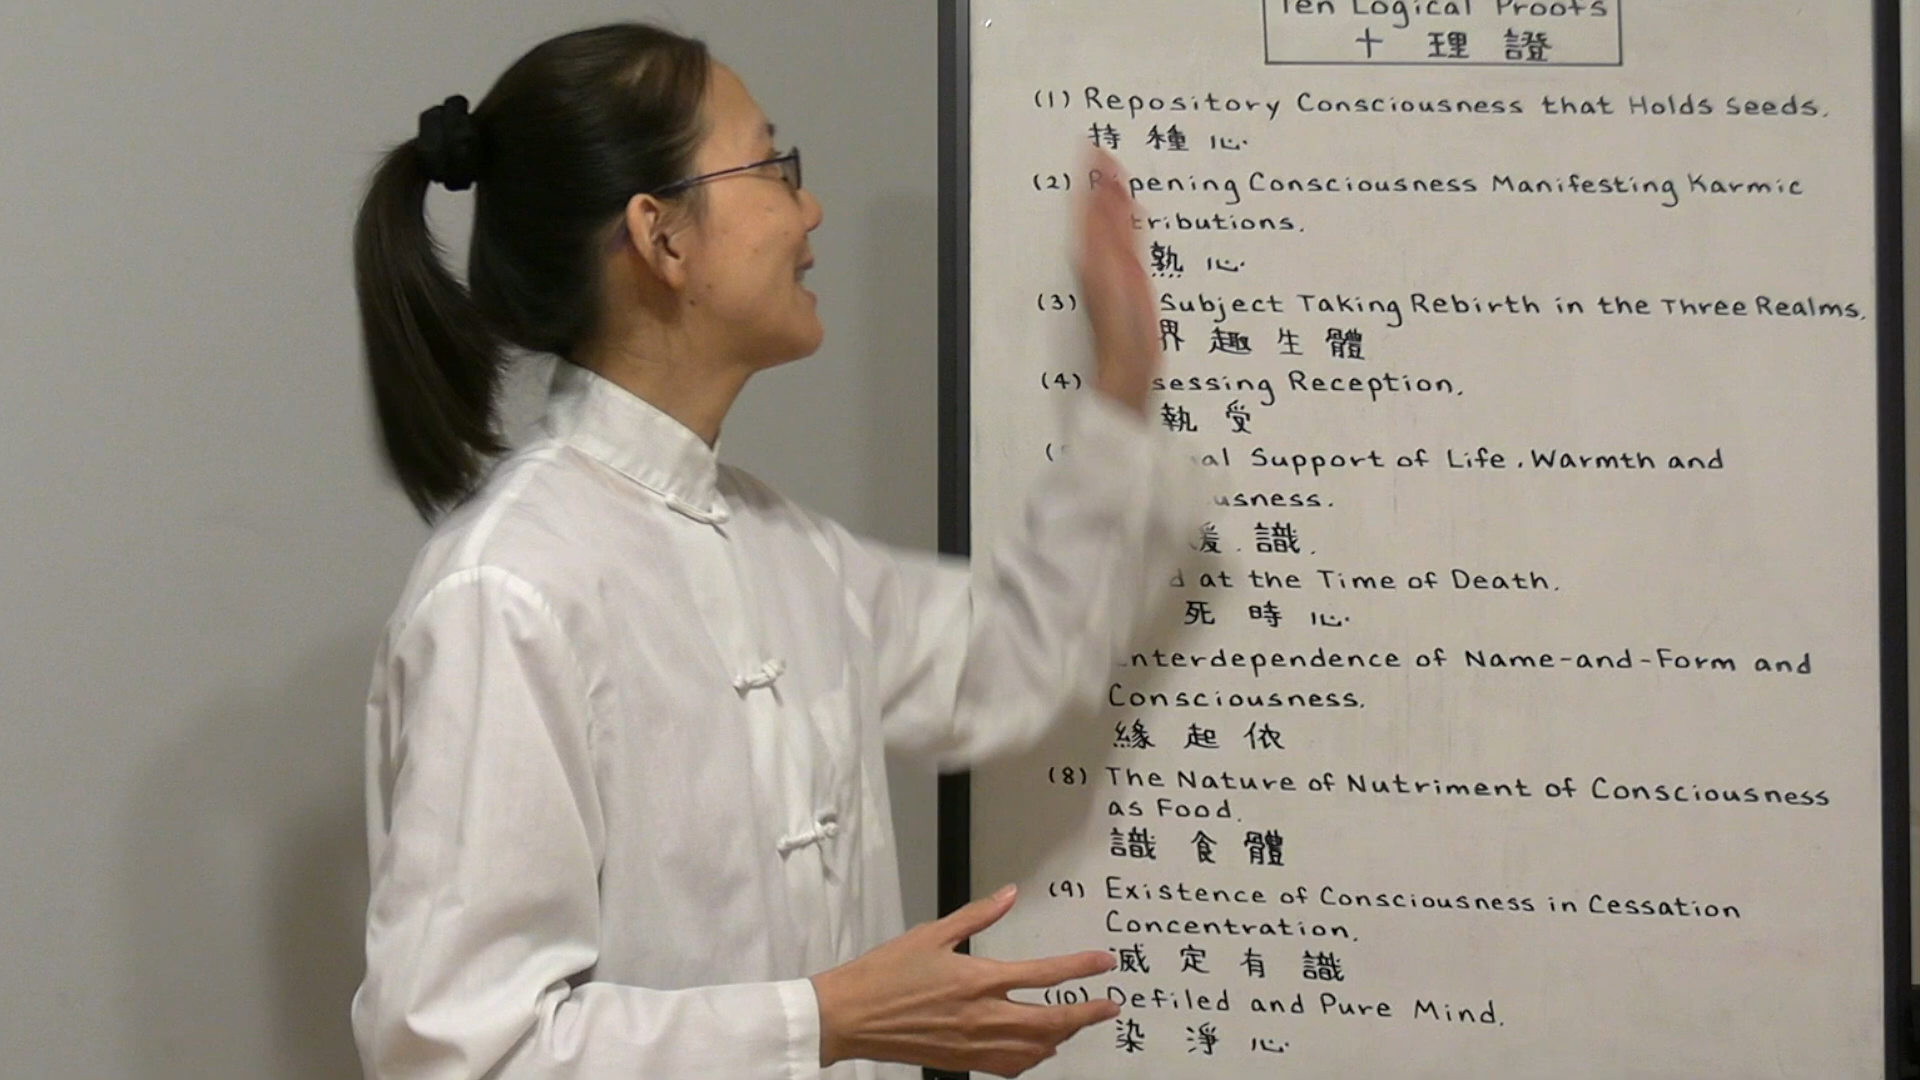 Ten Logical Proofs
十 理 證
(1) Repository Consciousness that Holds Seeds.
持 種 心
(2) Ripening Consciousness Manifesting Karmic
tributions.
熟 心
(3) Subject Taking Rebirth in the Three Realms.
界 趣 生 體
(4) sessing Reception.
執 受
al Support of Life, Warmth and
usness.
識.
at the Time of Death.
死 時 心
Interdependence of Name-and-Form and
Consciousness.
緣 起 依
(8) The Nature of Nutriment of Consciousness
as Food.
識 食 體
(9) Existence of Consciousness in Cessation
Concentration.
滅 定 有 識
(10) Defiled and Pure Mind.
染 淨 心